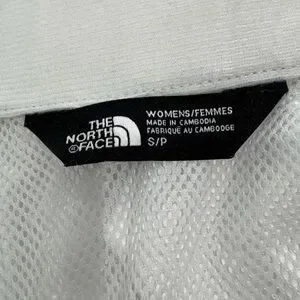 THE
NORTH
FACE
WOMENS/FEMMES
MADE IN CAMBODIA
FABRIQUÉ AU CAMBODGE
S/P